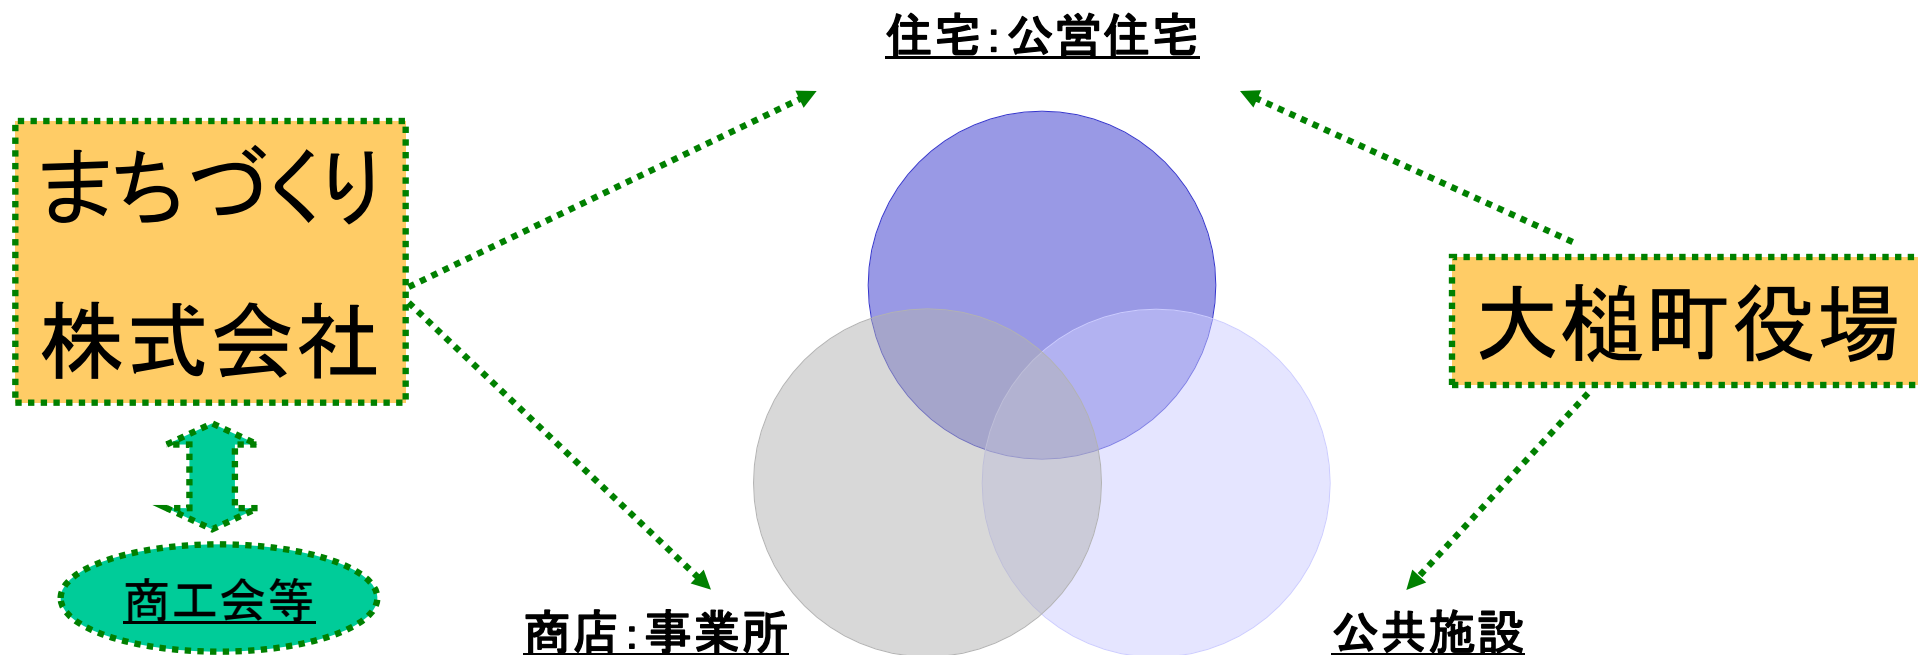 住宅：公営住宅
まちづくり
株式会社
大槌町役場
商工会等
商店：事業所
公共施設